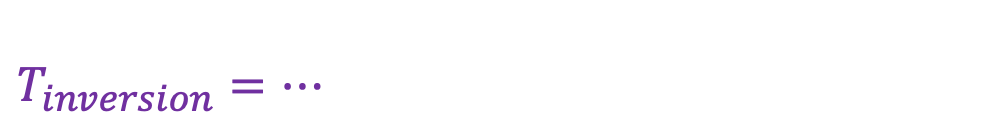 T_inversion = ⋯